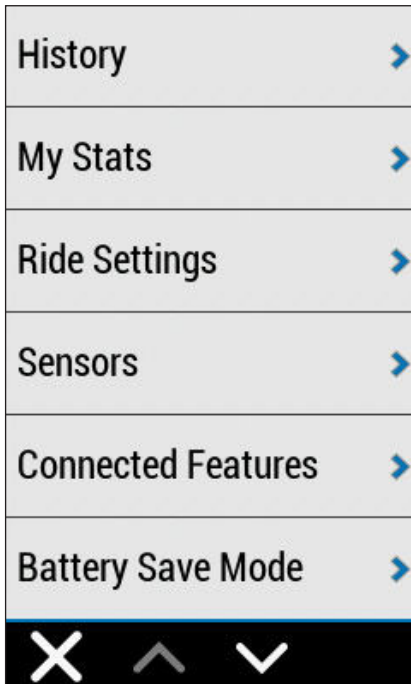 History
My Stats
Ride Settings
Sensors
Connected Features
Battery Save Mode